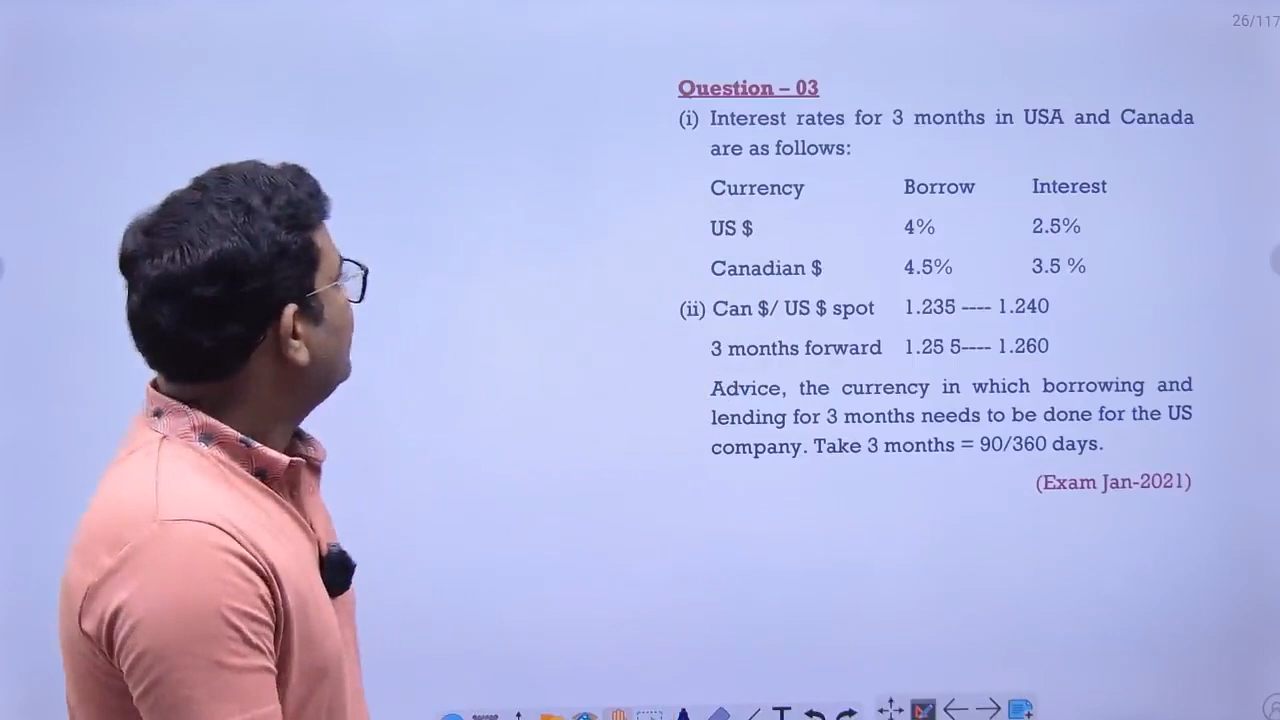 26/117
Question – 03
(i) Interest rates for 3 months in USA and Canada
are as follows:
Currency Borrow Interest
US $ 4% 2.5%
Canadian $ 4.5% 3.5 %
(ii) Can $/ US $ spot 1.235 ---- 1.240
3 months forward 1.25 5---- 1.260
Advice, the currency in which borrowing and
lending for 3 months needs to be done for the US
company. Take 3 months = 90/360 days.
(Exam Jan-2021)